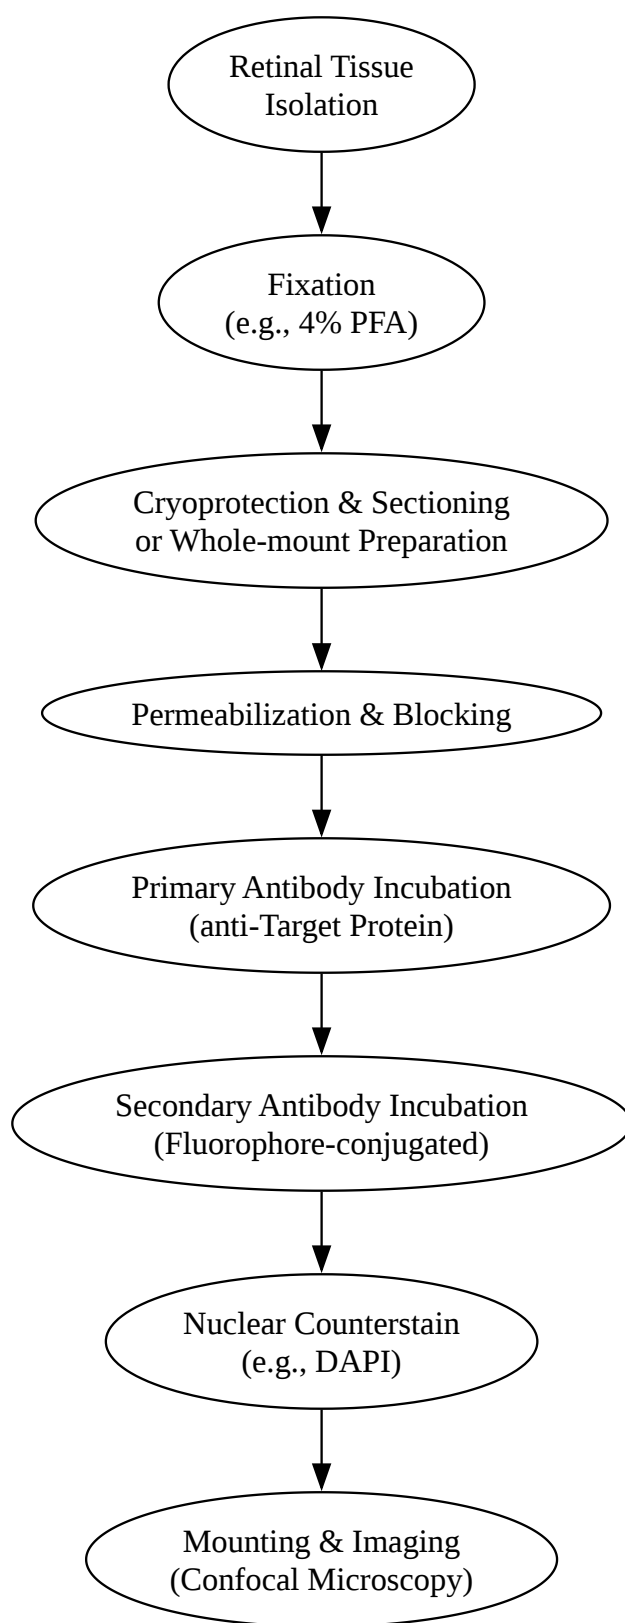 Retinal Tissue
Isolation
Fixation
(e.g., 4% PFA)
Cryoprotection & Sectioning
or Whole-mount Preparation
Permeabilization & Blocking
Primary Antibody Incubation
(anti-Target Protein)
Secondary Antibody Incubation
(Fluorophore-conjugated)
Nuclear Counterstain
(e.g., DAPI)
Mounting & Imaging
(Confocal Microscopy)